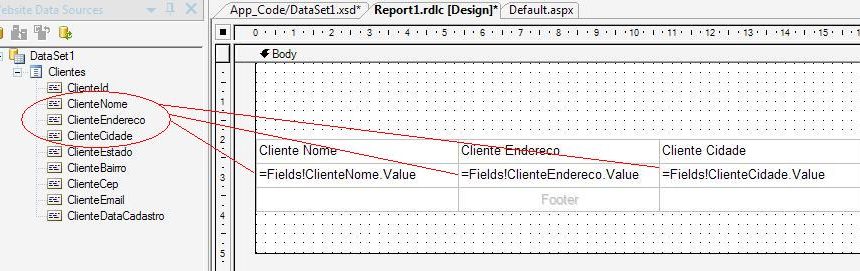 Website Data Sources
DataSet1
Clientes
ClienteId
ClienteNome
ClienteEndereco
ClienteCidade
ClienteEstado
ClienteBairro
ClienteCep
ClienteEmail
ClienteDataCadastro
App_Code/DataSet1.xsd* Report1.rdlc [Design]* Default.aspx
0 1 2 3 4 5 6 7 8 9 10 11 12 13 14 15
Body
1
2
Cliente Nome Cliente Endereco Cliente Cidade
3
=Fields!ClienteNome.Value =Fields!ClienteEndereco.Value =Fields!ClienteCidade.Value
Footer
4
5